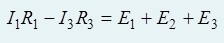 I₁R₁ − I₃R₃ = E₁ + E₂ + E₃